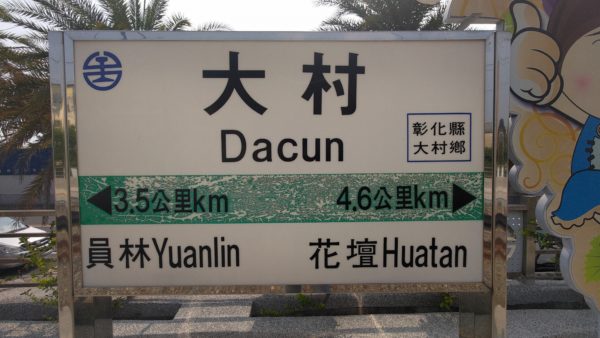 大村
Dacun
彰化縣
大村鄉
3.5公里km 4.6公里km
員林Yuanlin 花壇Huatan